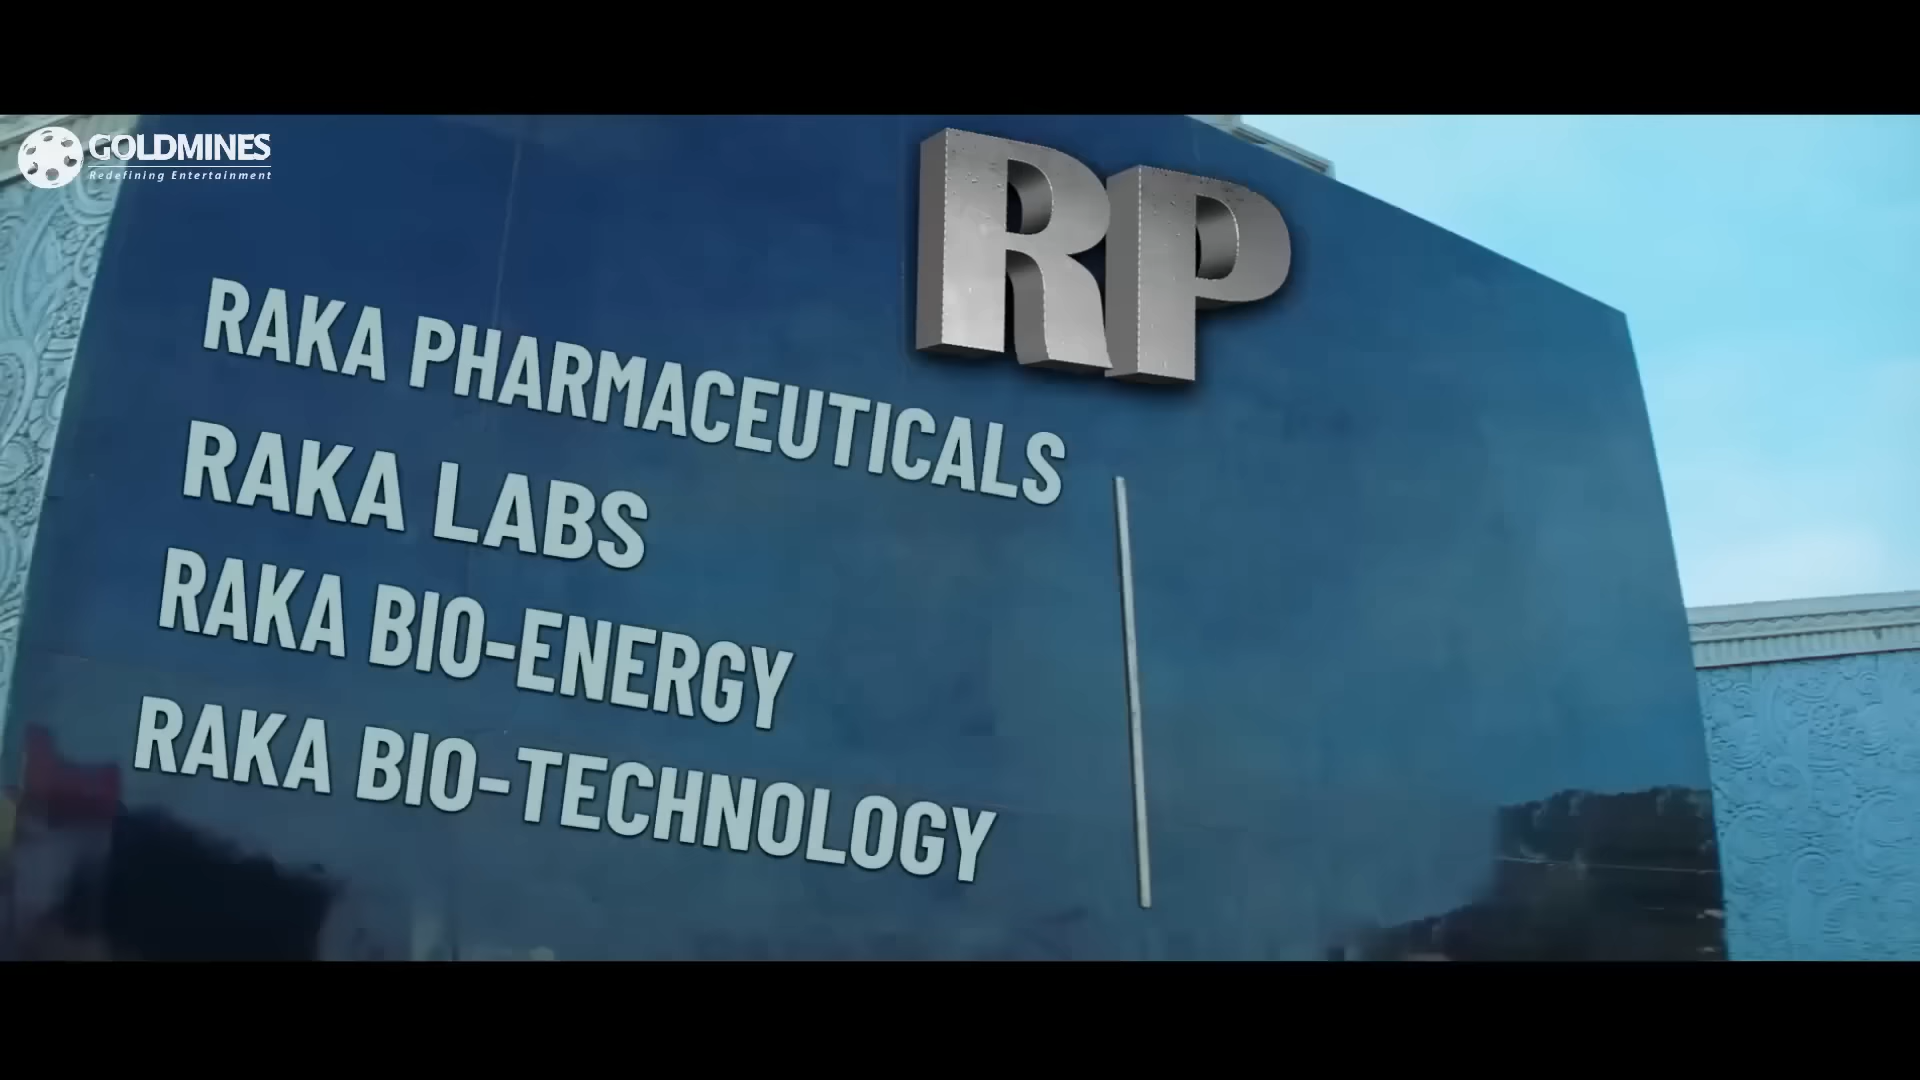 GOLDMINES
Redefining Entertainment
RP
RAKA PHARMACEUTICALS
RAKA LABS
RAKA BIO-ENERGY
RAKA BIO-TECHNOLOGY